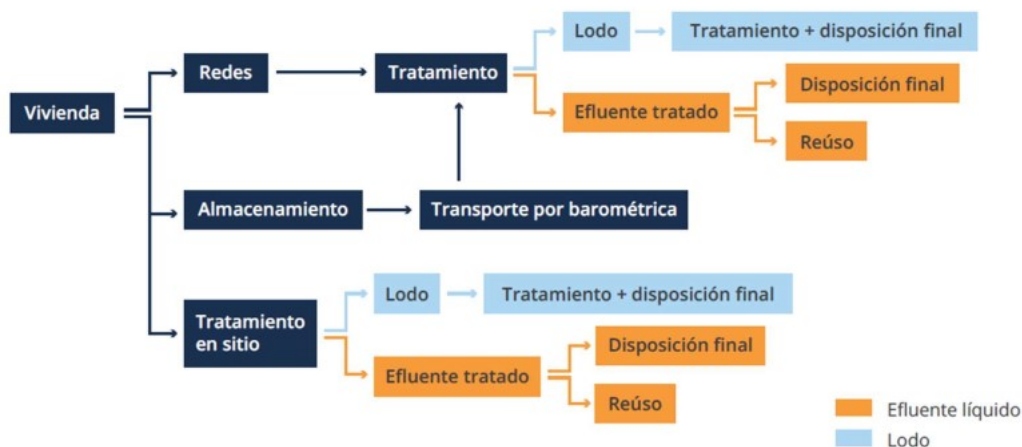 Lodo
Tratamiento + disposición final
Redes
Tratamiento
Disposición final
Vivienda
Efluente tratado
Reúso
Almacenamiento
Transporte por barométrica
Lodo
Tratamiento + disposición final
Tratamiento
en sitio
Disposición final
Efluente tratado
Reúso
Efluente líquido
Lodo